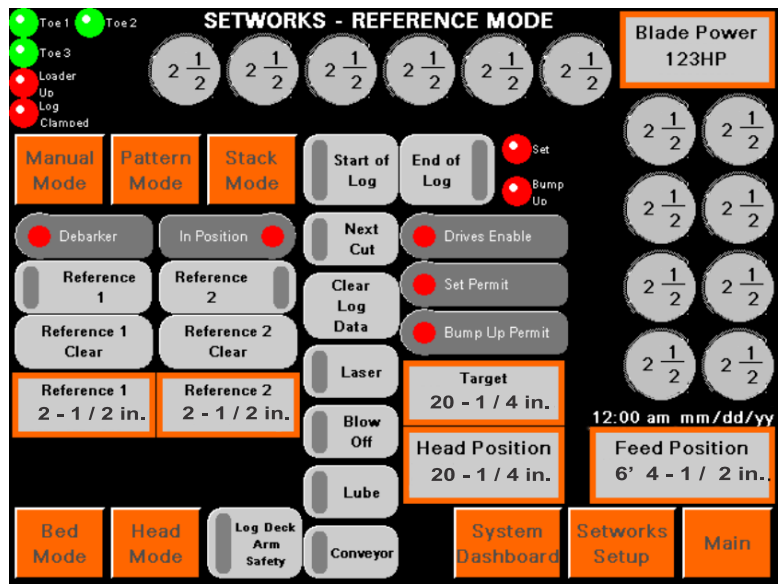 SETWORKS - REFERENCE MODE
Toe 1
Toe 2
Toe 3
Loader
Up
Log
Clamped
2 1/2
2 1/2
2 1/2
2 1/2
2 1/2
2 1/2
Blade Power
123HP
2 1/2
2 1/2
2 1/2
2 1/2
2 1/2
2 1/2
2 1/2
2 1/2
Manual
Mode
Pattern
Mode
Stack
Mode
Start of
Log
End of
Log
Set
Bump
Up
Debarker
In Position
Next
Cut
Drives Enable
Reference
1
Reference
2
Clear
Log
Data
Set Permit
Reference 1
Clear
Reference 2
Clear
Bump Up Permit
Laser
Reference 1
2 - 1 / 2 in.
Reference 2
2 - 1 / 2 in.
Target
20 - 1 / 4 in.
12:00 am mm/dd/yy
Blow
Off
Head Position
20 - 1 / 4 in.
Feed Position
6' 4 - 1 / 2 in..
Lube
Bed
Mode
Head
Mode
Log Deck
Arm
Safety
Conveyor
System
Dashboard
Setworks
Setup
Main